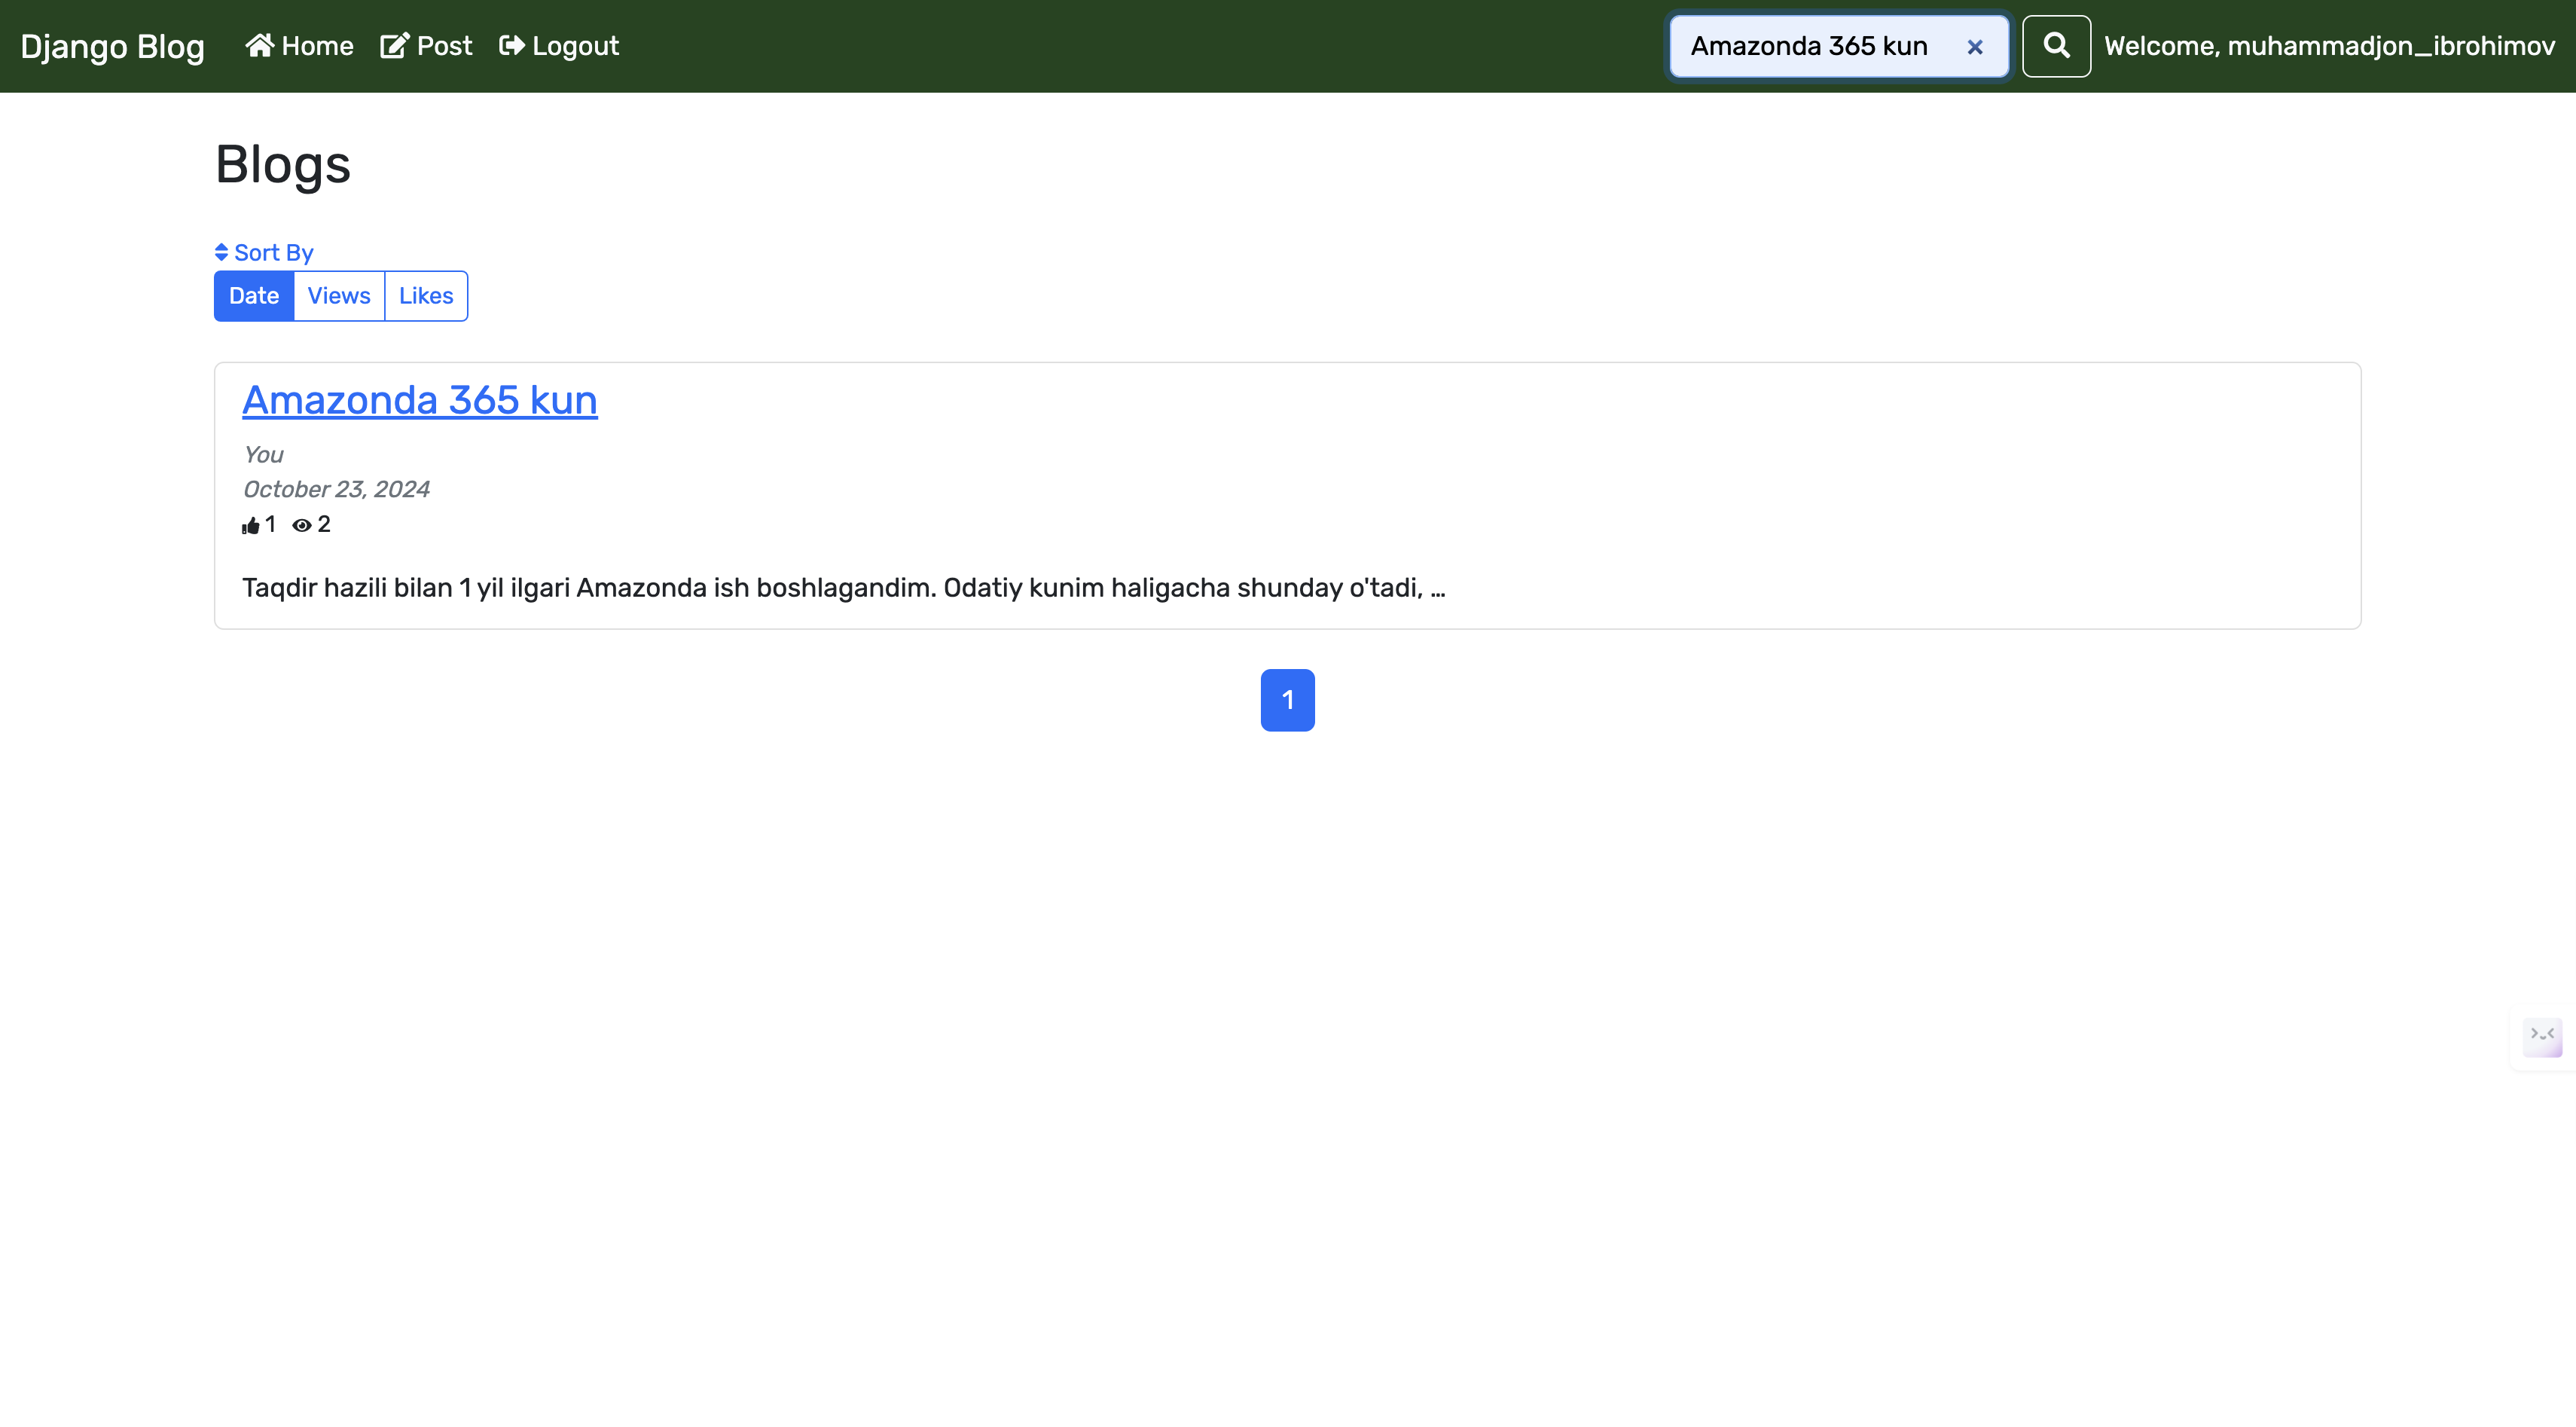 Django Blog Home Post Logout Amazonda 365 kun Welcome, muhammadjon_ibrohimov
Blogs
Sort By
Date Views Likes
Amazonda 365 kun
You
October 23, 2024
1 2
Taqdir hazili bilan 1 yil ilgari Amazonda ish boshlagandim. Odatiy kunim haligacha shunday o'tadi, ...
1